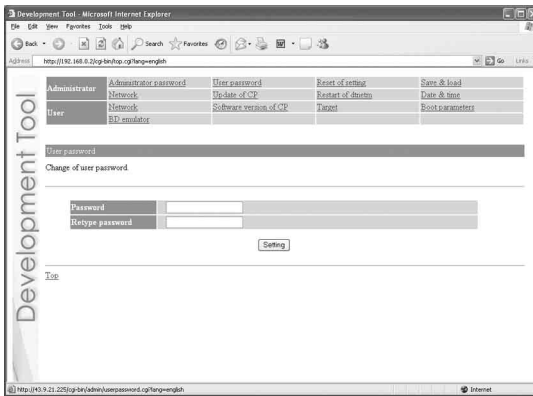 Development Tool - Microsoft Internet Explorer
File Edit View Favorites Tools Help
Back Search Favorites
Address http://192.168.0.2/cgi-bin/top.cgi?lang=english Go Links
Development Tool
Administrator Administrator password User password Reset of setting Save & load
Network Update of CP Restart of dtnetm Date & time
User Network Software version of CP Target Boot parameters
BD emulator
User password
Change of user password.
Password
Retype password
Setting
Top
http://43.9.21.225/cgi-bin/admin/userpassword.cgi?lang=english Internet